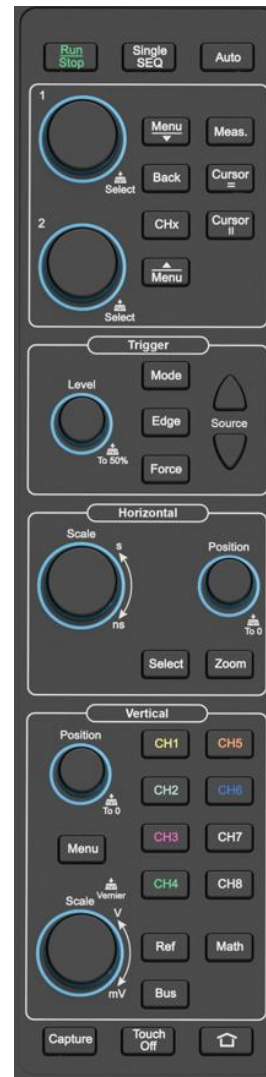 Run
Stop
Single
SEQ
Auto
1
Menu
Meas.
Select
Back
Cursor
=
2
CHx
Cursor
II
Menu
Select
Trigger
Level
Mode
Edge
Source
To 50%
Force
Horizontal
Scale
s
Position
ns
To 0
Select
Zoom
Vertical
Position
CH1
CH5
CH2
CH6
To 0
Menu
CH3
CH7
Vernier
CH4
CH8
Scale
V
Ref
Math
mV
Bus
Capture
Touch
Off